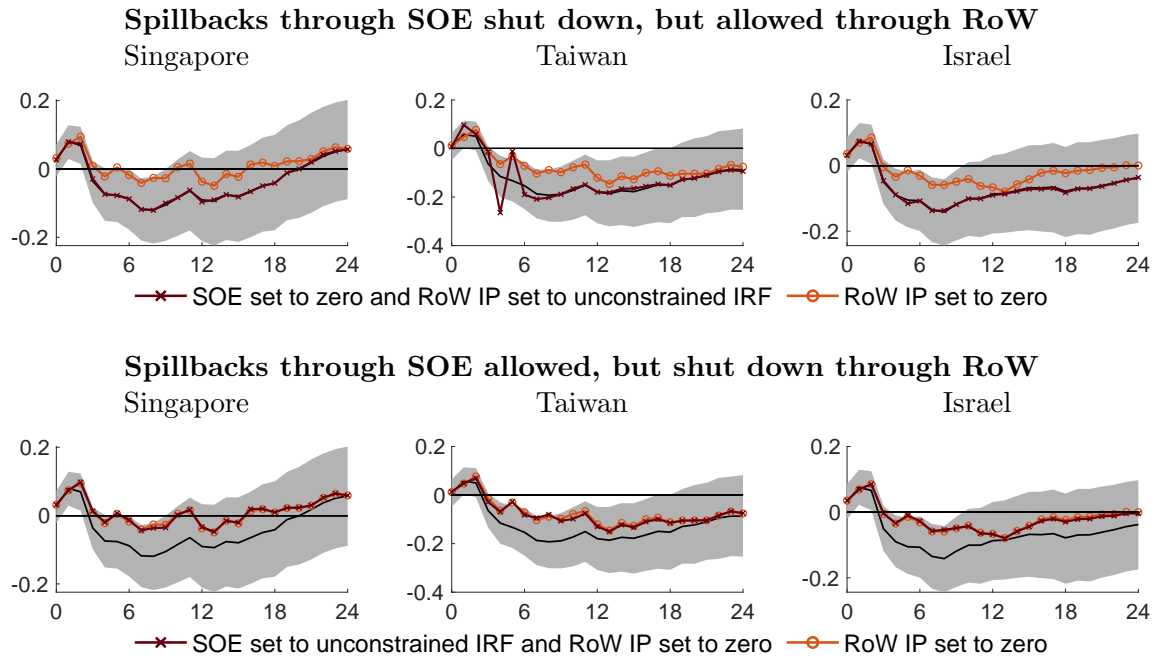 Spillbacks through SOE shut down, but allowed through RoW
Singapore Taiwan Israel
0.2 0.2 0.2
0 0 0
-0.2 -0.2 -0.2
-0.4
0 6 12 18 24 0 6 12 18 24 0 6 12 18 24
SOE set to zero and RoW IP set to unconstrained IRF RoW IP set to zero
Spillbacks through SOE allowed, but shut down through RoW
Singapore Taiwan Israel
0.2 0.2 0.2
0 0 0
-0.2 -0.2 -0.2
-0.4
0 6 12 18 24 0 6 12 18 24 0 6 12 18 24
SOE set to unconstrained IRF and RoW IP set to zero RoW IP set to zero